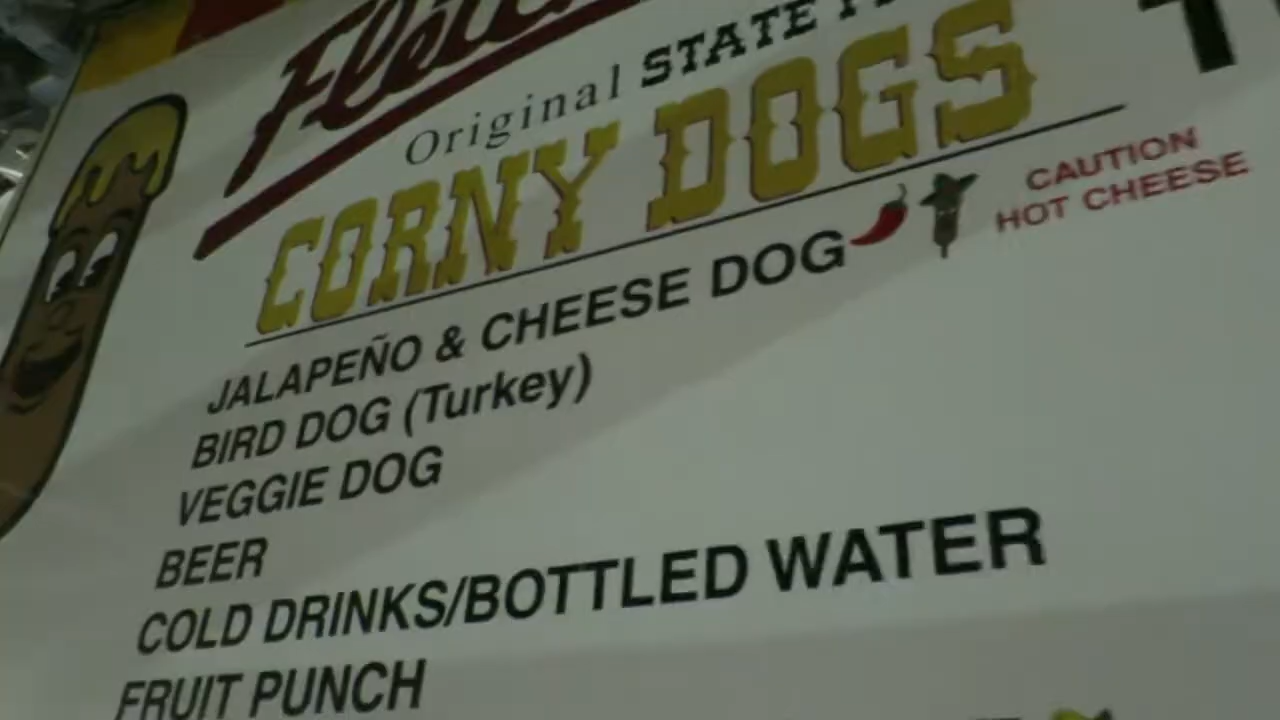 Original STATE
CORNY DOGS
CAUTION
HOT CHEESE
JALAPEÑO & CHEESE DOG
BIRD DOG (Turkey)
VEGGIE DOG
BEER
COLD DRINKS/BOTTLED WATER
FRUIT PUNCH